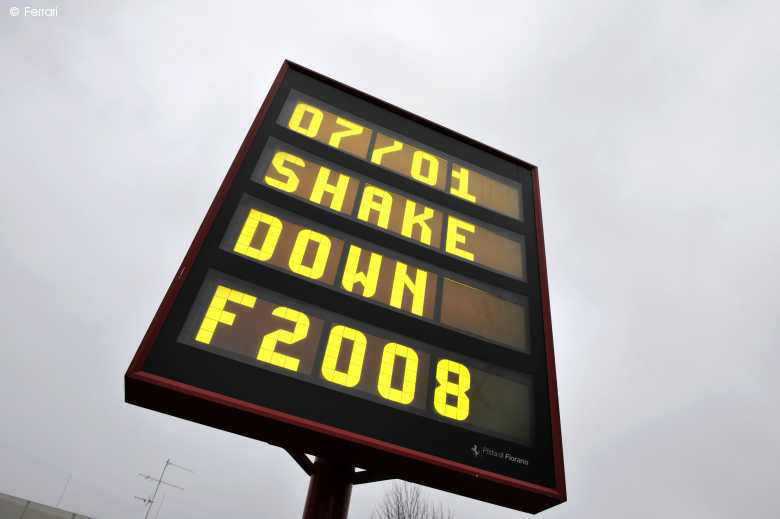 © Ferrari
07/01
SHAKE
DOWN
F2008
Pista di Fiorano